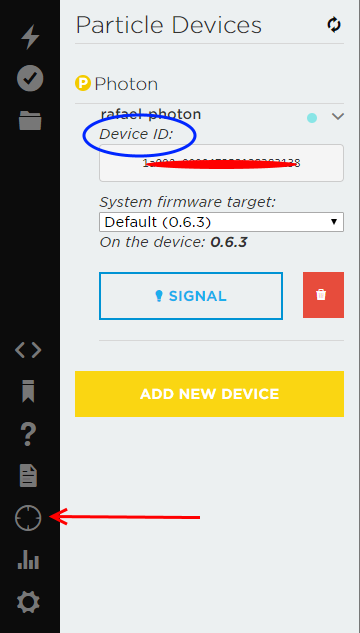 Particle Devices
P Photon
rafael-photon
Device ID:
System firmware target:
Default (0.6.3)
On the device: 0.6.3
SIGNAL
ADD NEW DEVICE